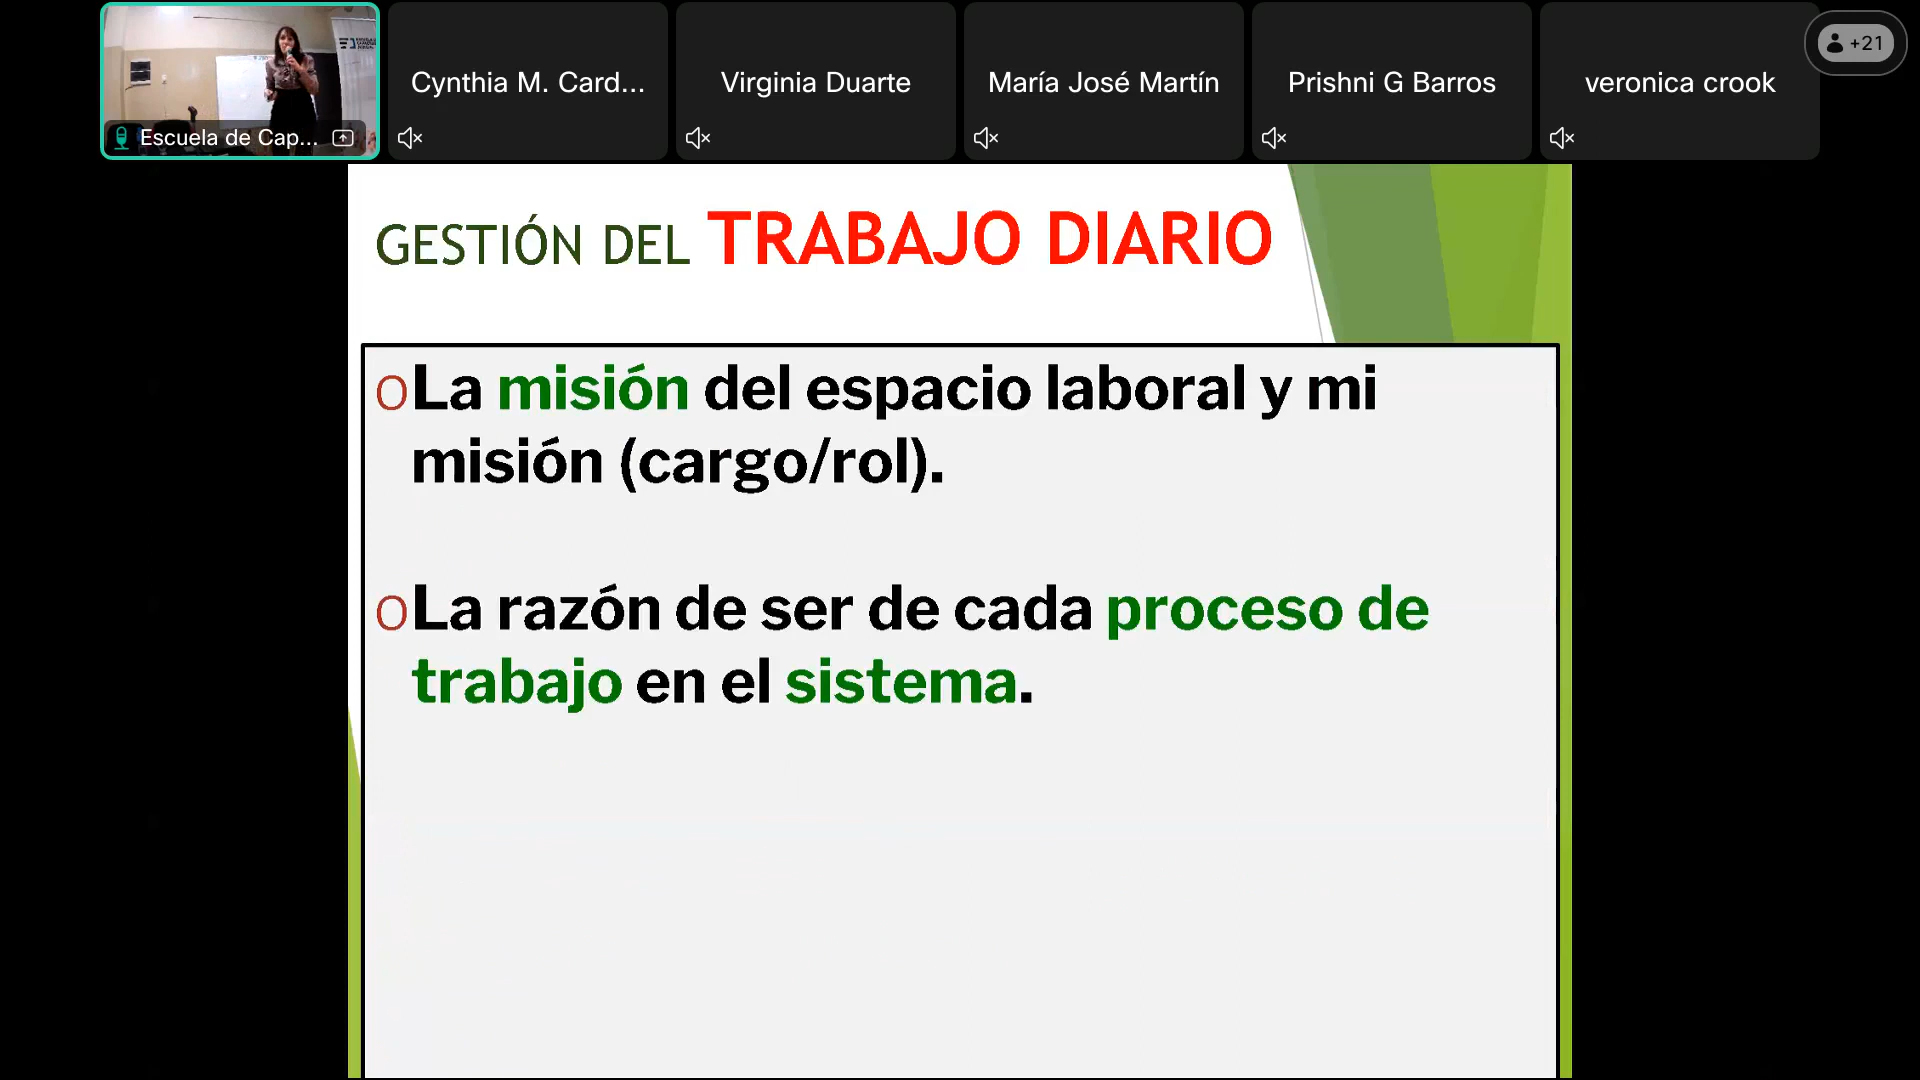 Escuela de Cap...
Cynthia M. Card...
Virginia Duarte
María José Martín
Prishni G Barros
veronica crook
+21
GESTIÓN DEL TRABAJO DIARIO
oLa misión del espacio laboral y mi
misión (cargo/rol).
oLa razón de ser de cada proceso de
trabajo en el sistema.